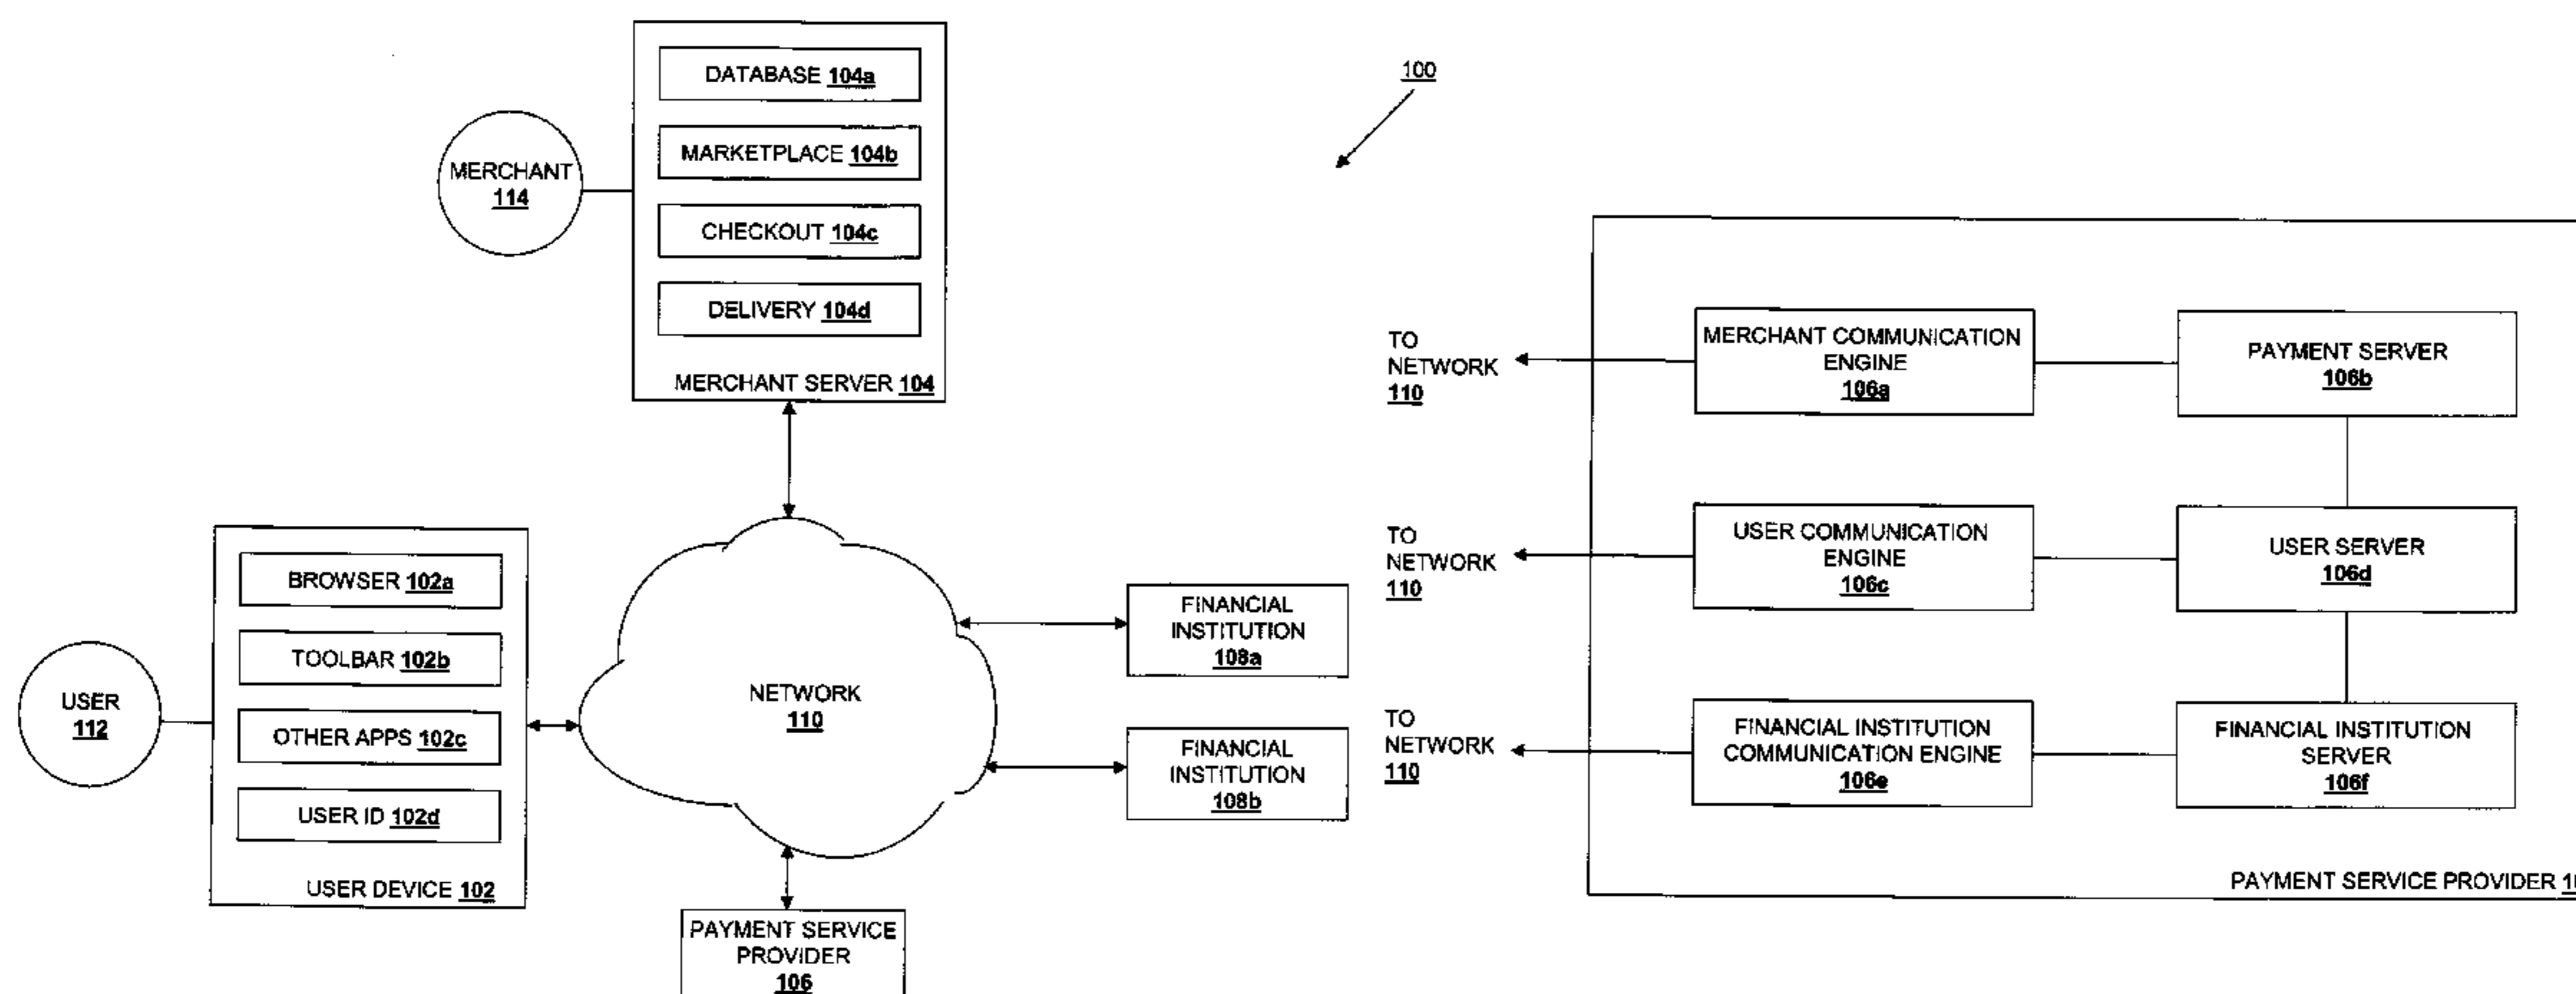 DATABASE 104a
MARKETPLACE 104b
CHECKOUT 104c
DELIVERY 104d
MERCHANT SERVER 104
MERCHANT
114
100
BROWSER 102a
TOOLBAR 102b
OTHER APPS 102c
USER ID 102d
USER DEVICE 102
USER
112
NETWORK
110
FINANCIAL
INSTITUTION
108a
FINANCIAL
INSTITUTION
108b
PAYMENT SERVICE
PROVIDER
106
TO
NETWORK
110
MERCHANT COMMUNICATION
ENGINE
106a
PAYMENT SERVER
106b
TO
NETWORK
110
USER COMMUNICATION
ENGINE
106c
USER SERVER
106d
TO
NETWORK
110
FINANCIAL INSTITUTION
COMMUNICATION ENGINE
106e
FINANCIAL INSTITUTION
SERVER
106f
PAYMENT SERVICE PROVIDER